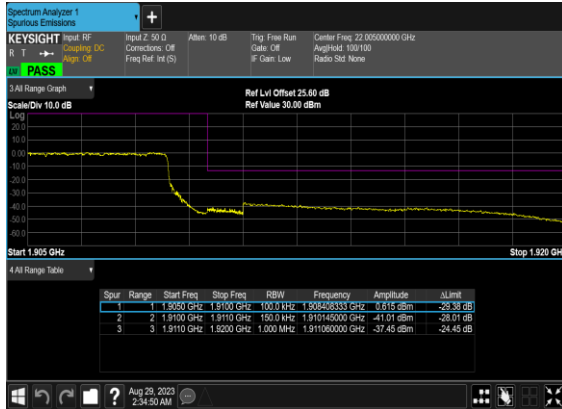 Spectrum Analyzer 1
Spurious Emissions
KEYSIGHT Input: RF Input Z: 50 Ω Atten: 10 dB Trig: Free Run Center Freq: 22.005000000 GHz
R T Coupling: DC Corrections: Off Gate: Off Avg|Hold: 100/100
Align: Off Freq Ref: Int (S) IF Gain: Low Radio Std: None
PASS
3 All Range Graph
Ref Lvl Offset 25.60 dB
Scale/Div 10.0 dB Ref Value 30.00 dBm
Log
20.0
10.0
0.00
-10.0
-20.0
-30.0
-40.0
-50.0
-60.0
Start 1.905 GHz Stop 1.920 GH
4 All Range Table
Spur Range Start Freq Stop Freq RBW Frequency Amplitude ΔLimit
1 1 1.9050 GHz 1.9100 GHz 100.0 kHz 1.908408333 GHz 0.615 dBm -29.38 dB
2 2 1.9100 GHz 1.9110 GHz 150.0 kHz 1.910145000 GHz -41.01 dBm -28.01 dB
3 3 1.9110 GHz 1.9200 GHz 1.000 MHz 1.911060000 GHz -37.45 dBm -24.45 dB
? Aug 29, 2023
2:34:50 AM